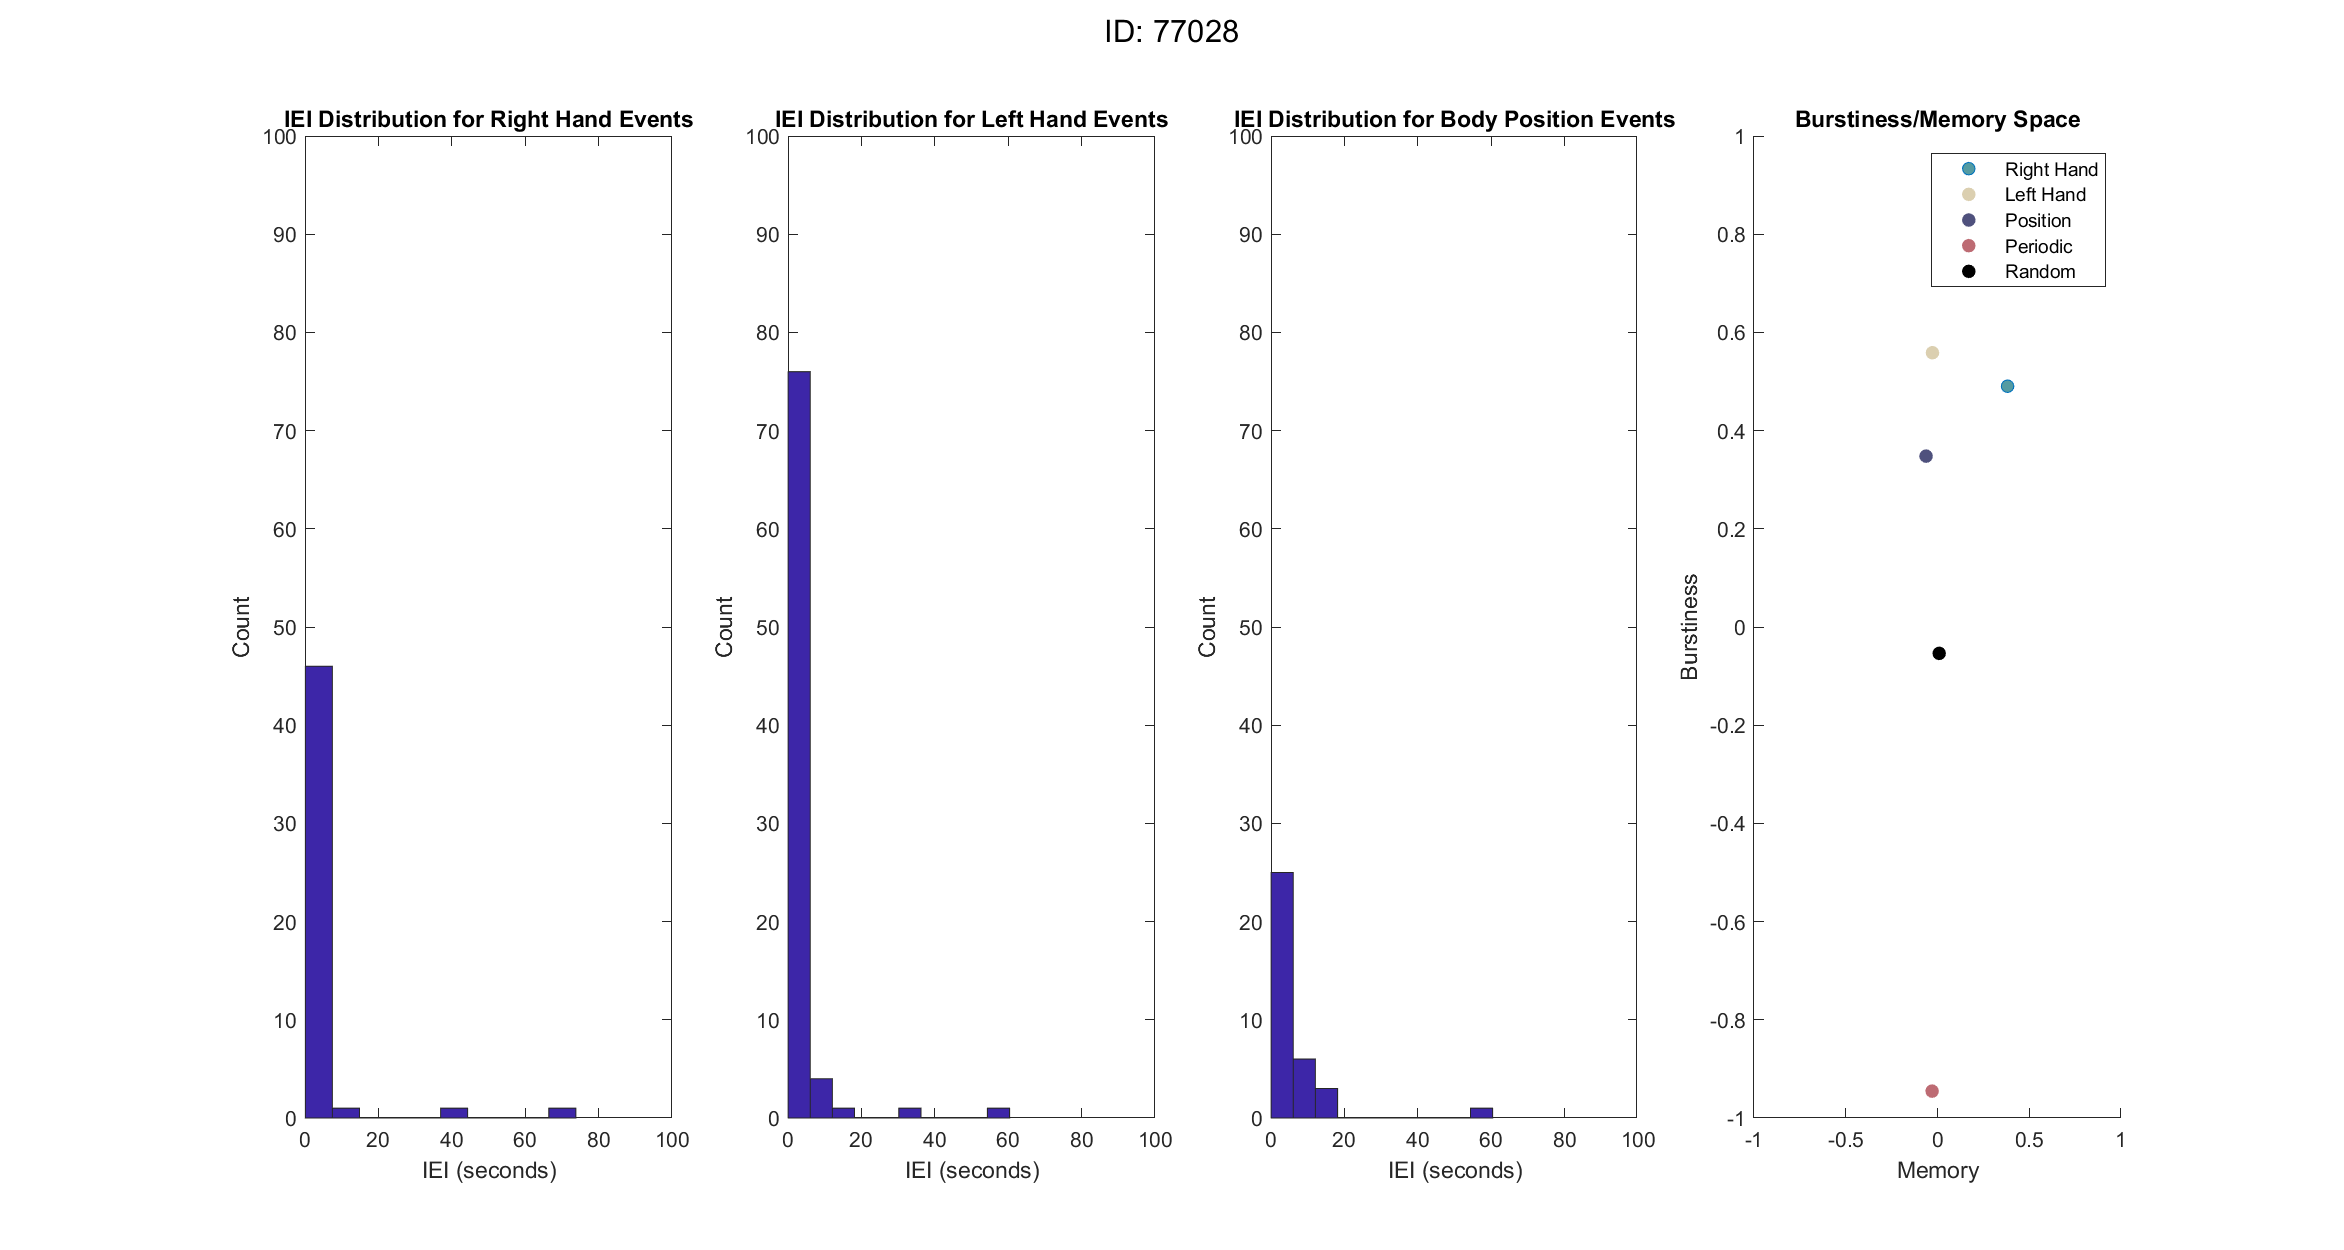 ID: 77028
IEI Distribution for Right Hand Events
100
90
80
70
60
50
40
30
20
10
0
Count
0 20 40 60 80 100
IEI (seconds)
IEI Distribution for Left Hand Events
100
90
80
70
60
50
40
30
20
10
0
Count
0 20 40 60 80 100
IEI (seconds)
IEI Distribution for Body Position Events
100
90
80
70
60
50
40
30
20
10
0
Count
0 20 40 60 80 100
IEI (seconds)
Burstiness/Memory Space
Right Hand
Left Hand
Position
Periodic
Random
1
0.8
0.6
0.4
0.2
0
-0.2
-0.4
-0.6
-0.8
-1
Burstiness
-1 -0.5 0 0.5 1
Memory